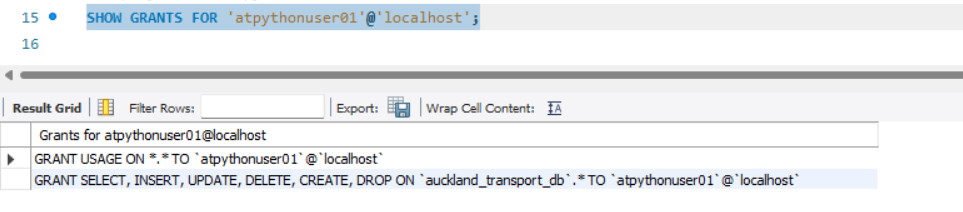 15 SHOW GRANTS FOR 'atpythonuser01'@'localhost';
16
Result Grid Filter Rows: Export: Wrap Cell Content: IA
Grants for atpythonuser01@localhost
GRANT USAGE ON *.* TO `atpythonuser01`@`localhost`
GRANT SELECT, INSERT, UPDATE, DELETE, CREATE, DROP ON `auckland_transport_db`.* TO `atpythonuser01`@`localhost`